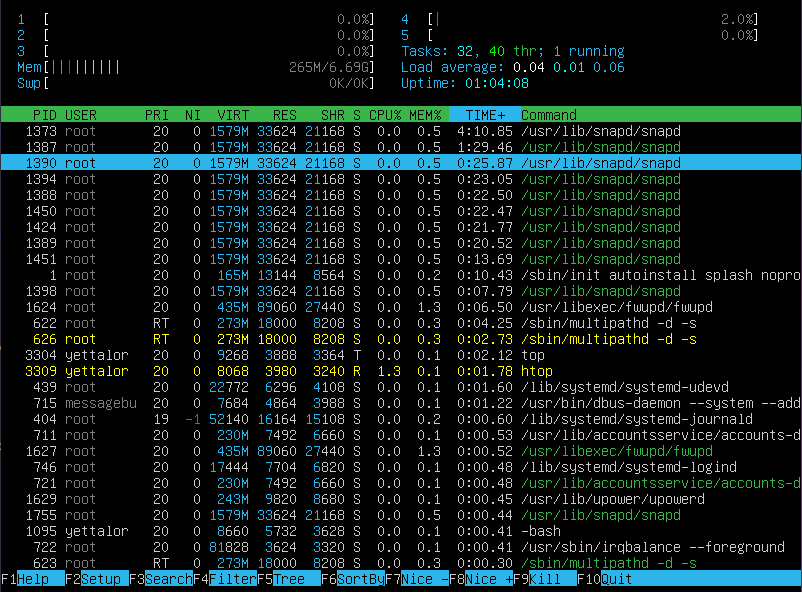 1 [ 0.0%] 4 [| 2.0%]
2 [ 0.0%] 5 [ 0.0%]
3 [ 0.0%] Tasks: 32, 40 thr; 1 running
Mem[||||||||| 265M/6.69G] Load average: 0.04 0.01 0.06
Swp[ 0K/0K] Uptime: 01:04:08
PID USER PRI NI VIRT RES SHR S CPU% MEM% TIME+ Command
1373 root 20 0 1579M 33624 21168 S 0.0 0.5 4:10.85 /usr/lib/snapd/snapd
1387 root 20 0 1579M 33624 21168 S 0.0 0.5 1:29.46 /usr/lib/snapd/snapd
1390 root 20 0 1579M 33624 21168 S 0.0 0.5 0:25.87 /usr/lib/snapd/snapd
1394 root 20 0 1579M 33624 21168 S 0.0 0.5 0:23.05 /usr/lib/snapd/snapd
1388 root 20 0 1579M 33624 21168 S 0.0 0.5 0:22.50 /usr/lib/snapd/snapd
1450 root 20 0 1579M 33624 21168 S 0.0 0.5 0:22.47 /usr/lib/snapd/snapd
1424 root 20 0 1579M 33624 21168 S 0.0 0.5 0:21.77 /usr/lib/snapd/snapd
1389 root 20 0 1579M 33624 21168 S 0.0 0.5 0:20.52 /usr/lib/snapd/snapd
1451 root 20 0 1579M 33624 21168 S 0.0 0.5 0:13.69 /usr/lib/snapd/snapd
1 root 20 0 165M 13144 8564 S 0.0 0.2 0:10.43 /sbin/init autoinstall splash nopro
1398 root 20 0 1579M 33624 21168 S 0.0 0.5 0:07.79 /usr/lib/snapd/snapd
1624 root 20 0 435M 89060 27440 S 0.0 1.3 0:06.50 /usr/libexec/fwupd/fwupd
622 root RT 0 273M 18000 8208 S 0.0 0.3 0:04.25 /sbin/multipathd -d -s
626 root RT 0 273M 18000 8208 S 0.0 0.3 0:02.73 /sbin/multipathd -d -s
3304 yettalor 20 0 9268 3888 3364 T 0.0 0.1 0:02.12 top
3309 yettalor 20 0 8068 3980 3240 R 1.3 0.1 0:01.78 htop
439 root 20 0 22772 6296 4108 S 0.0 0.1 0:01.60 /lib/systemd/systemd-udevd
715 messagebu 20 0 7684 4864 3988 S 0.0 0.1 0:01.22 /usr/bin/dbus-daemon --system --add
404 root 19 -1 52140 16164 15108 S 0.0 0.2 0:00.60 /lib/systemd/systemd-journald
711 root 20 0 230M 7492 6660 S 0.0 0.1 0:00.53 /usr/lib/accountsservice/accounts-d
1627 root 20 0 435M 89060 27440 S 0.0 1.3 0:00.52 /usr/libexec/fwupd/fwupd
746 root 20 0 17444 7704 6820 S 0.0 0.1 0:00.48 /lib/systemd/systemd-logind
721 root 20 0 230M 7492 6660 S 0.0 0.1 0:00.48 /usr/lib/accountsservice/accounts-d
1629 root 20 0 243M 9820 8680 S 0.0 0.1 0:00.45 /usr/lib/upower/upowerd
1755 root 20 0 1579M 33624 21168 S 0.0 0.5 0:00.44 /usr/lib/snapd/snapd
1095 yettalor 20 0 8660 5732 3628 S 0.0 0.1 0:00.41 -bash
722 root 20 0 81828 3624 3320 S 0.0 0.1 0:00.41 /usr/sbin/irqbalance --foreground
623 root RT 0 273M 18000 8208 S 0.0 0.3 0:00.30 /sbin/multipathd -d -s
F1Help F2Setup F3SearchF4FilterF5Tree F6SortByF7Nice -F8Nice +F9Kill F10Quit